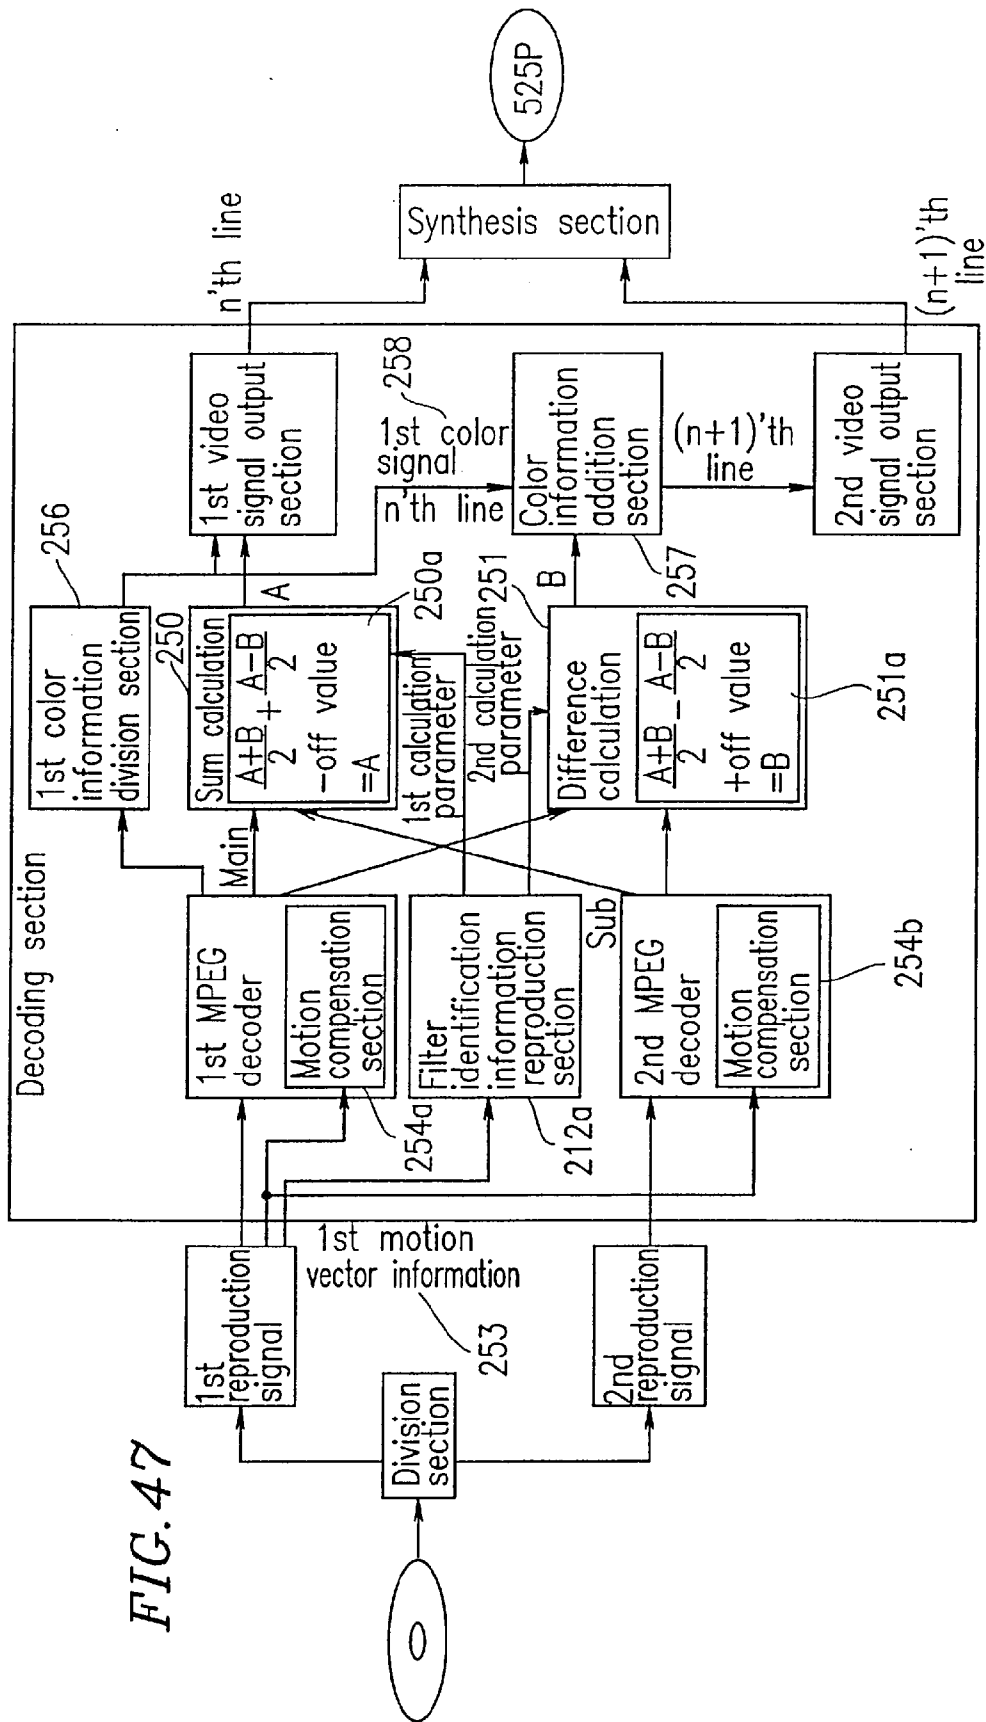 FIG. 47
Division
section
1st
reproduction
signal
2nd
reproduction
signal
1st motion
vector information
253
Decoding section
1st MPEG
decoder
Motion
compensation
section
254a
Filter
identification
information
reproduction
section
212a
2nd MPEG
decoder
Motion
compensation
section
254b
Main
Sub
1st color
information
division section
256
250
Sum calculation
A+B/2 + A-B/2
-off value
=A
250a
1st calculation
parameter
2nd calculation
parameter
251
Difference
calculation
A+B/2 - A-B/2
+off value
=B
251a
A
B
1st video
signal output
section
258
1st color
signal
n'th line
Color
information
addition
section
257
(n+1)'th
line
2nd video
signal output
section
n'th line
(n+1)'th
line
Synthesis section
525P